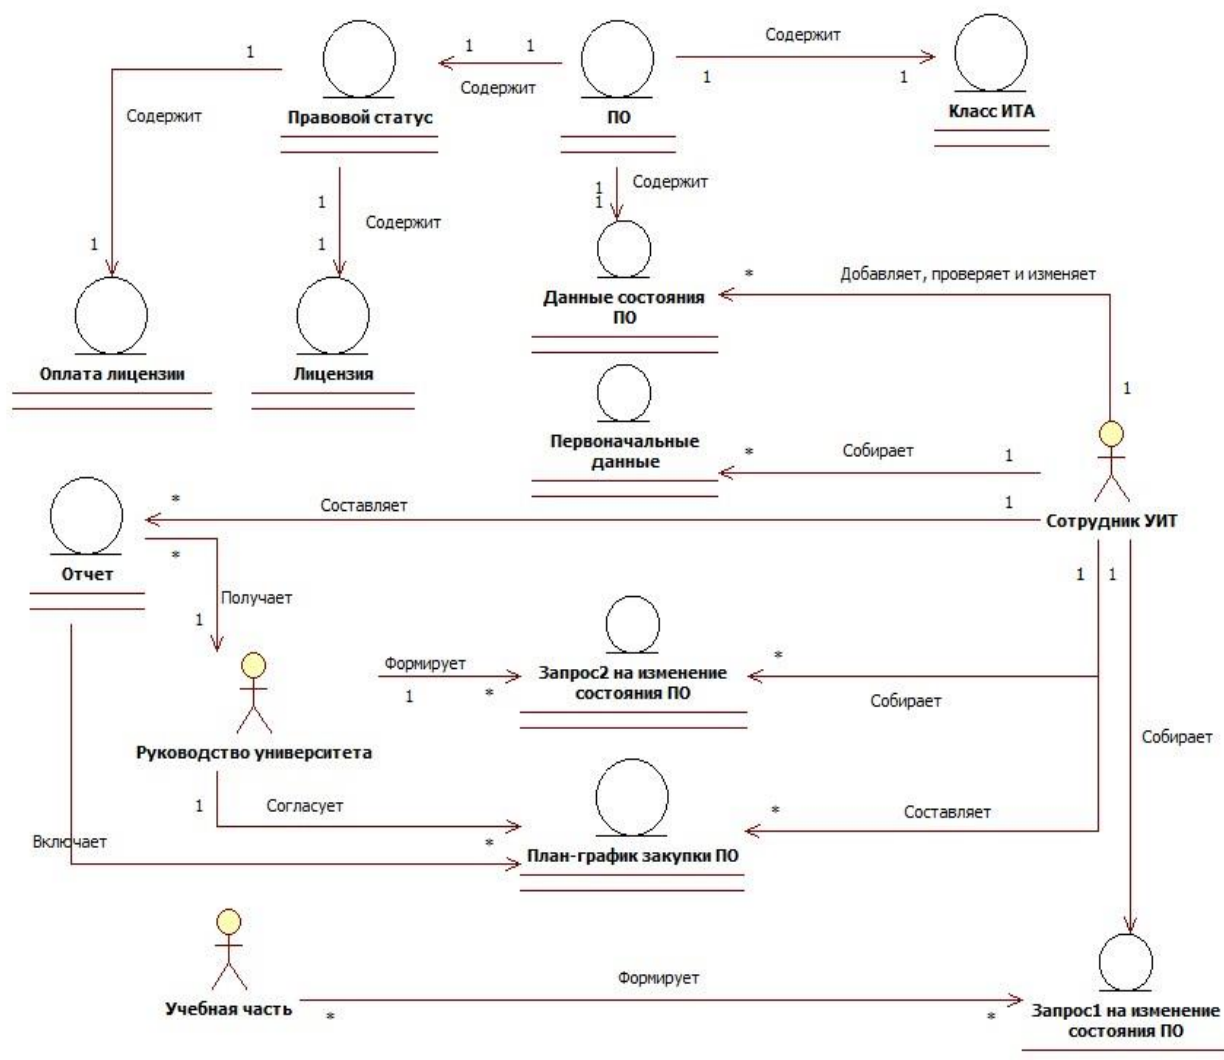 Содержит
1
1
1
1
1
Содержит
Правовой статус
ПО
Класс ИТА
Содержит
1
Содержит
1
1
1
Содержит
1
1
Данные состояния
ПО
*
Добавляет, проверяет и изменяет
Оплата лицензии
Лицензия
1
Первоначальные
данные
*
Собирает
1
*
Составляет
1
Сотрудник УИТ
Отчет
*
Получает
1
1
1
Формирует
1
*
Запрос2 на изменение
состояния ПО
*
Собирает
Руководство университета
Собирает
1
Согласует
*
Составляет
Включает
*
План-график закупки ПО
Учебная часть
*
Формирует
*
Запрос1 на изменение
состояния ПО